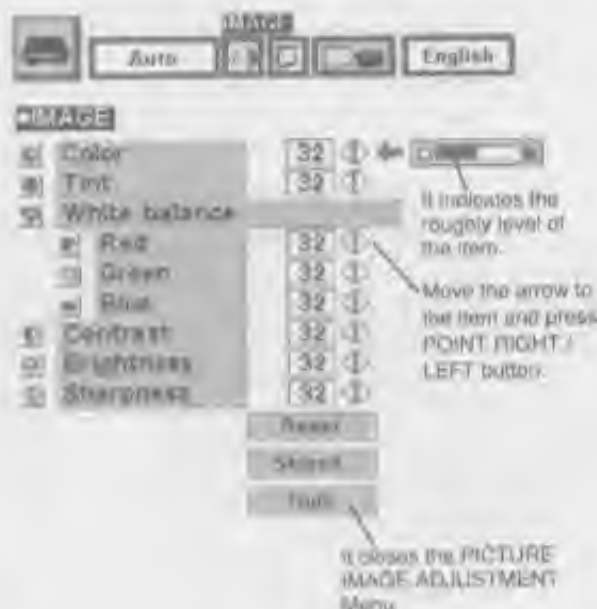 IMAGE
Auto
English
IMAGE
Color 32
Tint 32
White balance
Red 32
Green 32
Blue 32
Contrast 32
Brightness 32
Sharpness 32
It indicates the
roughly level of
the item.
Move the arrow to
the item and press
POINT RIGHT /
LEFT button.
Reset
Stored
Quit
It closes the PICTURE
IMAGE ADJUSTMENT
Menu.